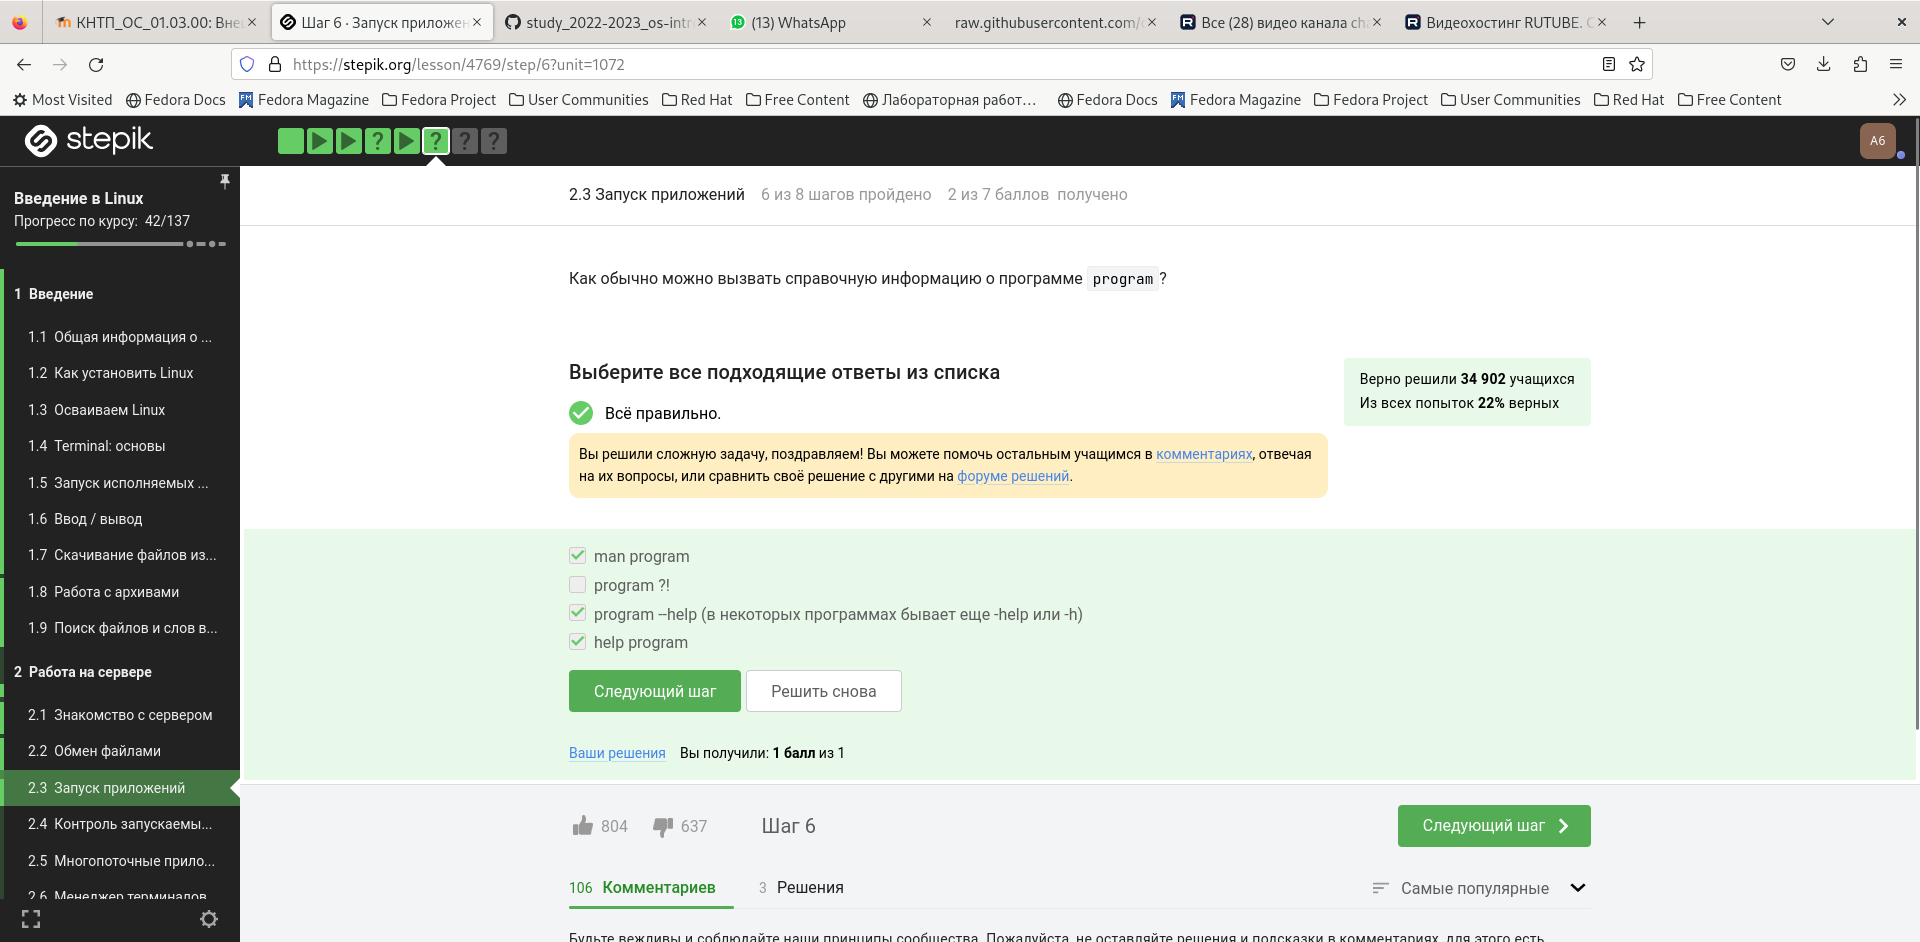 КНТП_ОС_01.03.00: Вне
Шаг 6 · Запуск приложен
study_2022-2023_os-intr
(13) WhatsApp
raw.githubusercontent.com/
Все (28) видео канала
Видеохостинг RUTUBE.
https://stepik.org/lesson/4769/step/6?unit=1072
Most Visited
Fedora Docs
Fedora Magazine
Fedora Project
User Communities
Red Hat
Free Content
Лабораторная работ…
Fedora Docs
Fedora Magazine
Fedora Project
User Communities
Red Hat
Free Content
stepik
A6
Введение в Linux
Прогресс по курсу: 42/137
1 Введение
1.1 Общая информация о ...
1.2 Как установить Linux
1.3 Осваиваем Linux
1.4 Terminal: основы
1.5 Запуск исполняемых ...
1.6 Ввод / вывод
1.7 Скачивание файлов из...
1.8 Работа с архивами
1.9 Поиск файлов и слов в...
2 Работа на сервере
2.1 Знакомство с сервером
2.2 Обмен файлами
2.3 Запуск приложений
2.4 Контроль запускаемы...
2.5 Многопоточные прило...
2.6 Менеджер терминалов
2.3 Запуск приложений 6 из 8 шагов пройдено 2 из 7 баллов получено
Как обычно можно вызвать справочную информацию о программе program?
Выберите все подходящие ответы из списка
Верно решили 34 902 учащихся
Из всех попыток 22% верных
Всё правильно.
Вы решили сложную задачу, поздравляем! Вы можете помочь остальным учащимся в комментариях, отвечая
на их вопросы, или сравнить своё решение с другими на форуме решений.
man program
program ?!
program --help (в некоторых программах бывает еще -help или -h)
help program
Следующий шаг
Решить снова
Ваши решения Вы получили: 1 балл из 1
804
637
Шаг 6
Следующий шаг
106 Комментариев
3 Решения
Самые популярные
Будьте вежливы и соблюдайте наши принципы сообщества. Пожалуйста, не оставляйте решения и подсказки в комментариях, для этого есть